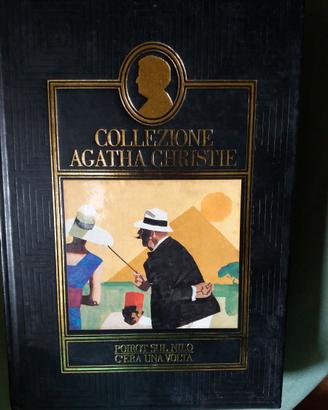 COLLEZIONE
AGATHA CHRISTIE
POIROT SUL NILO
C'ERA UNA VOLTA